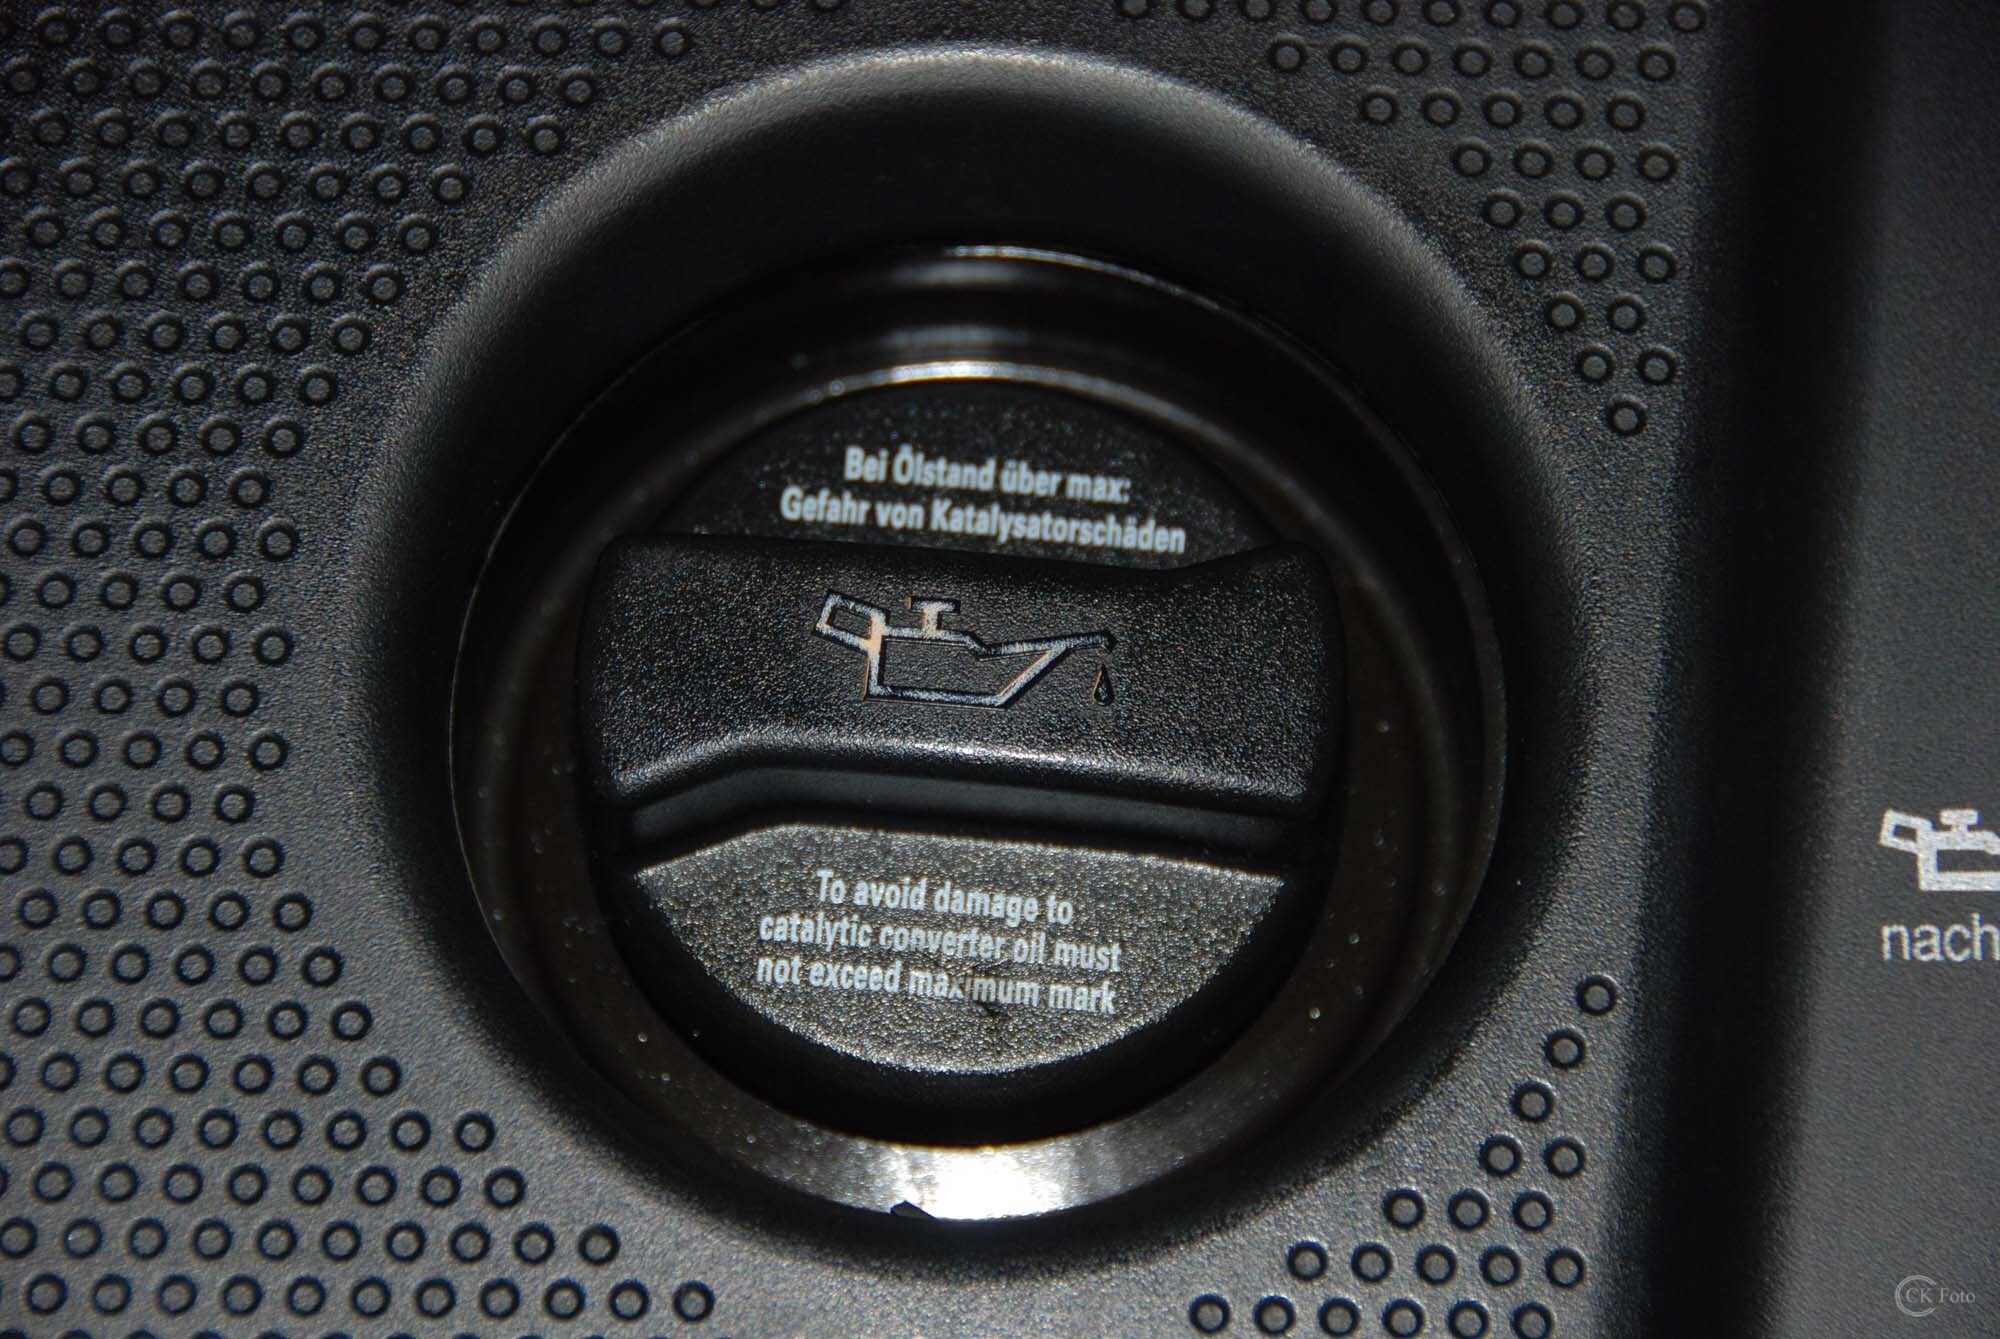 Bei Ölstand über max:
Gefahr von Katalysatorschäden
To avoid damage to
catalytic converter oil must
not exceed maximum mark
nach
CK Foto